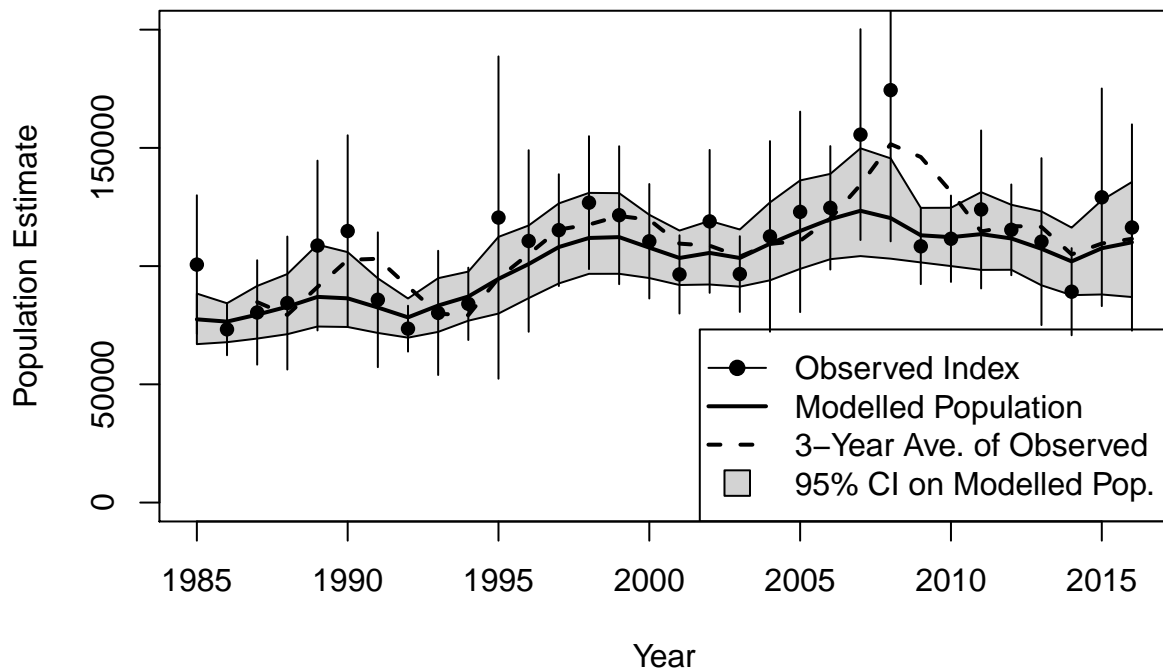 Population Estimate
150000
50000
0
1985
1990
1995
2000
2005
2010
2015
Year
Observed Index
Modelled Population
3−Year Ave. of Observed
95% CI on Modelled Pop.